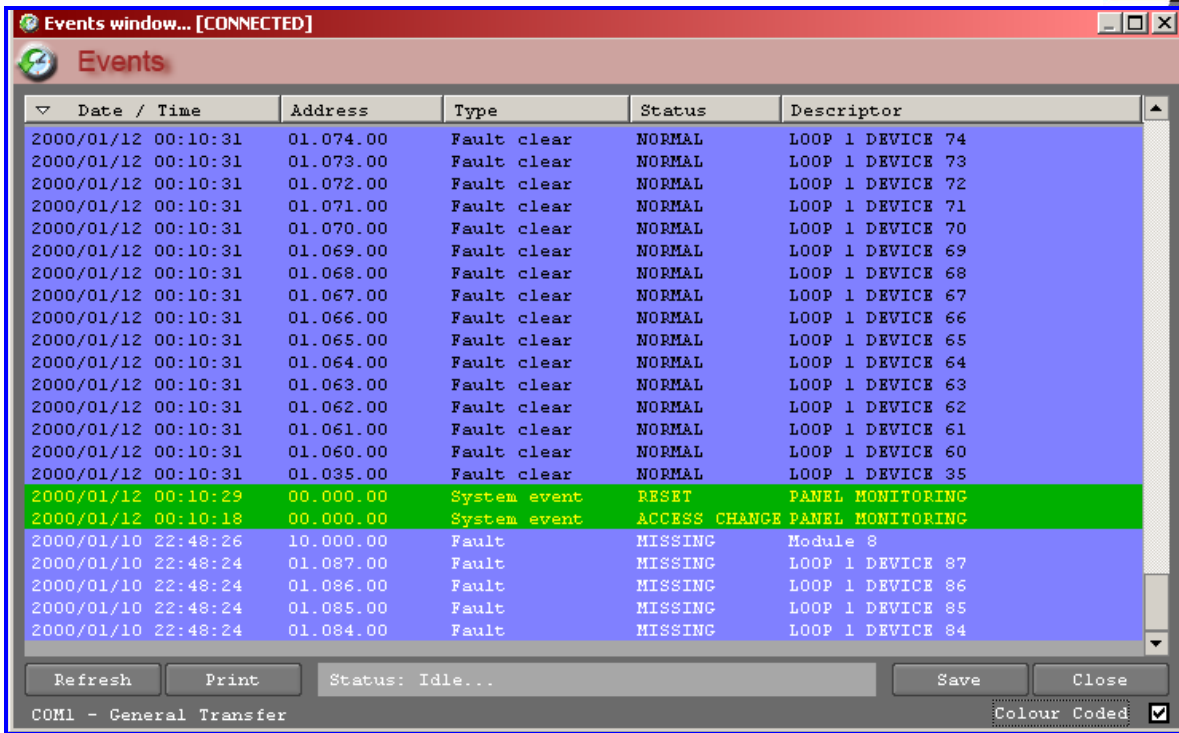 Events window... [CONNECTED]
Events
Date / Time Address Type Status Descriptor
2000/01/12 00:10:31 01.074.00 Fault clear NORMAL LOOP 1 DEVICE 74
2000/01/12 00:10:31 01.073.00 Fault clear NORMAL LOOP 1 DEVICE 73
2000/01/12 00:10:31 01.072.00 Fault clear NORMAL LOOP 1 DEVICE 72
2000/01/12 00:10:31 01.071.00 Fault clear NORMAL LOOP 1 DEVICE 71
2000/01/12 00:10:31 01.070.00 Fault clear NORMAL LOOP 1 DEVICE 70
2000/01/12 00:10:31 01.069.00 Fault clear NORMAL LOOP 1 DEVICE 69
2000/01/12 00:10:31 01.068.00 Fault clear NORMAL LOOP 1 DEVICE 68
2000/01/12 00:10:31 01.067.00 Fault clear NORMAL LOOP 1 DEVICE 67
2000/01/12 00:10:31 01.066.00 Fault clear NORMAL LOOP 1 DEVICE 66
2000/01/12 00:10:31 01.065.00 Fault clear NORMAL LOOP 1 DEVICE 65
2000/01/12 00:10:31 01.064.00 Fault clear NORMAL LOOP 1 DEVICE 64
2000/01/12 00:10:31 01.063.00 Fault clear NORMAL LOOP 1 DEVICE 63
2000/01/12 00:10:31 01.062.00 Fault clear NORMAL LOOP 1 DEVICE 62
2000/01/12 00:10:31 01.061.00 Fault clear NORMAL LOOP 1 DEVICE 61
2000/01/12 00:10:31 01.060.00 Fault clear NORMAL LOOP 1 DEVICE 60
2000/01/12 00:10:31 01.035.00 Fault clear NORMAL LOOP 1 DEVICE 35
2000/01/12 00:10:29 00.000.00 System event RESET PANEL MONITORING
2000/01/12 00:10:18 00.000.00 System event ACCESS CHANGE PANEL MONITORING
2000/01/10 22:48:26 10.000.00 Fault MISSING Module 8
2000/01/10 22:48:24 01.087.00 Fault MISSING LOOP 1 DEVICE 87
2000/01/10 22:48:24 01.086.00 Fault MISSING LOOP 1 DEVICE 86
2000/01/10 22:48:24 01.085.00 Fault MISSING LOOP 1 DEVICE 85
2000/01/10 22:48:24 01.084.00 Fault MISSING LOOP 1 DEVICE 84
Refresh Print Status: Idle... Save Close
COM1 - General Transfer Colour Coded